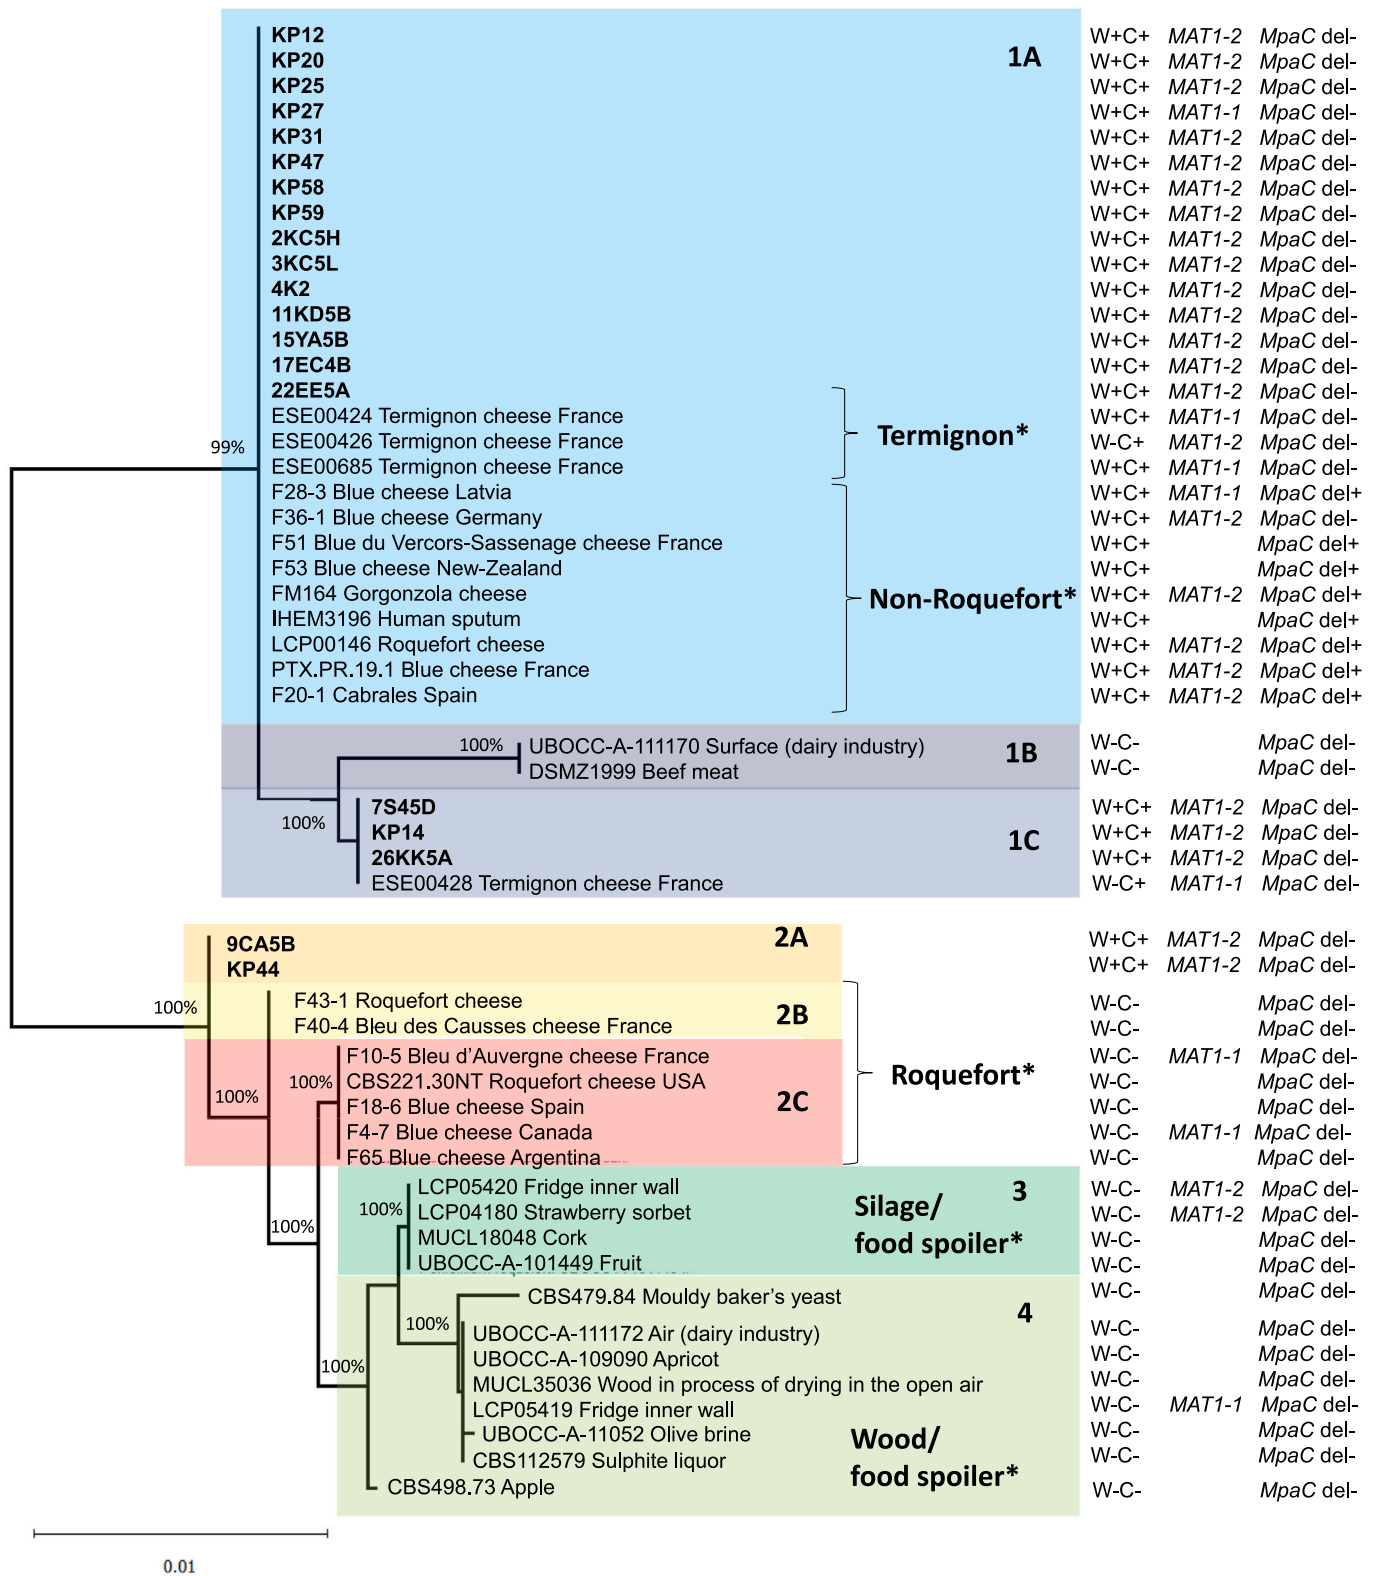 KP12 1A W+C+ MAT1-2 MpaC del-
KP20 W+C+ MAT1-2 MpaC del-
KP25 W+C+ MAT1-2 MpaC del-
KP27 W+C+ MAT1-1 MpaC del-
KP31 W+C+ MAT1-2 MpaC del-
KP47 W+C+ MAT1-2 MpaC del-
KP58 W+C+ MAT1-2 MpaC del-
KP59 W+C+ MAT1-2 MpaC del-
2KC5H W+C+ MAT1-2 MpaC del-
3KC5L W+C+ MAT1-2 MpaC del-
4K2 W+C+ MAT1-2 MpaC del-
11KD5B W+C+ MAT1-2 MpaC del-
15YA5B W+C+ MAT1-2 MpaC del-
17EC4B W+C+ MAT1-2 MpaC del-
22EE5A W+C+ MAT1-2 MpaC del-
ESE00424 Termignon cheese France W+C+ MAT1-1 MpaC del-
99% ESE00426 Termignon cheese France Termignon* W-C+ MAT1-2 MpaC del-
ESE00685 Termignon cheese France W+C+ MAT1-1 MpaC del-
F28-3 Blue cheese Latvia W+C+ MAT1-1 MpaC del+
F36-1 Blue cheese Germany W+C+ MAT1-2 MpaC del-
F51 Blue du Vercors-Sassenage cheese France W+C+ MpaC del+
F53 Blue cheese New-Zealand W+C+ MpaC del+
FM164 Gorgonzola cheese Non-Roquefort* W+C+ MAT1-2 MpaC del+
IHEM3196 Human sputum W+C+ MpaC del+
LCP00146 Roquefort cheese W+C+ MAT1-2 MpaC del+
PTX.PR.19.1 Blue cheese France W+C+ MAT1-2 MpaC del+
F20-1 Cabrales Spain W+C+ MAT1-2 MpaC del+
100% UBOCC-A-111170 Surface (dairy industry) 1B W-C- MpaC del-
DSMZ1999 Beef meat W-C- MpaC del-
7S45D W+C+ MAT1-2 MpaC del-
100% KP14 1C W+C+ MAT1-2 MpaC del-
26KK5A W+C+ MAT1-2 MpaC del-
ESE00428 Termignon cheese France W-C+ MAT1-1 MpaC del-
9CA5B 2A W+C+ MAT1-2 MpaC del-
KP44 W+C+ MAT1-2 MpaC del-
100% F43-1 Roquefort cheese 2B W-C- MpaC del-
F40-4 Bleu des Causses cheese France W-C- MpaC del-
F10-5 Bleu d'Auvergne cheese France W-C- MAT1-1 MpaC del-
100% CBS221.30NT Roquefort cheese USA Roquefort* W-C- MpaC del-
100% F18-6 Blue cheese Spain 2C W-C- MpaC del-
F4-7 Blue cheese Canada W-C- MAT1-1 MpaC del-
F65 Blue cheese Argentina W-C- MpaC del-
LCP05420 Fridge inner wall 3 W-C- MAT1-2 MpaC del-
100% LCP04180 Strawberry sorbet Silage/ W-C- MAT1-2 MpaC del-
100% MUCL18048 Cork food spoiler* W-C- MpaC del-
UBOCC-A-101449 Fruit W-C- MpaC del-
CBS479.84 Mouldy baker's yeast 4 W-C- MpaC del-
100% UBOCC-A-111172 Air (dairy industry) W-C- MpaC del-
100% UBOCC-A-109090 Apricot W-C- MpaC del-
MUCL35036 Wood in process of drying in the open air W-C- MpaC del-
LCP05419 Fridge inner wall W-C- MAT1-1 MpaC del-
UBOCC-A-11052 Olive brine Wood/ W-C- MpaC del-
CBS112579 Sulphite liquor food spoiler* W-C- MpaC del-
CBS498.73 Apple W-C- MpaC del-
0.01